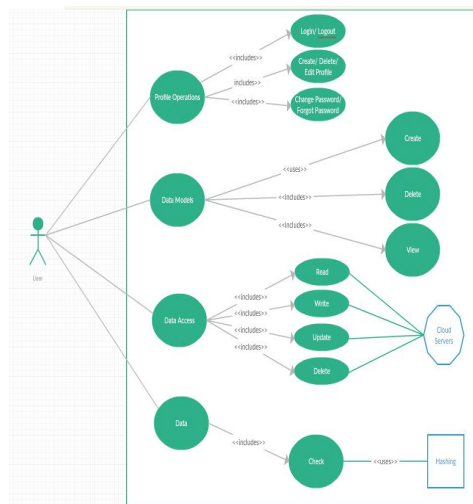 Login/ Logout
<<includes>>
Create/ Delete/
Edit Profile
includes>>
Profile Operations
<<includes>>
Change Password/
Forgot Password
Create
<<uses>>
Data Models
<<includes>>
Delete
<<includes>>
View
User
Read
<<includes>>
Write
<<includes>>
Data Access
<<includes>>
Update
<<includes>>
Delete
Cloud
Servers
Data
<<includes>>
Check
<<uses>>
Hashing